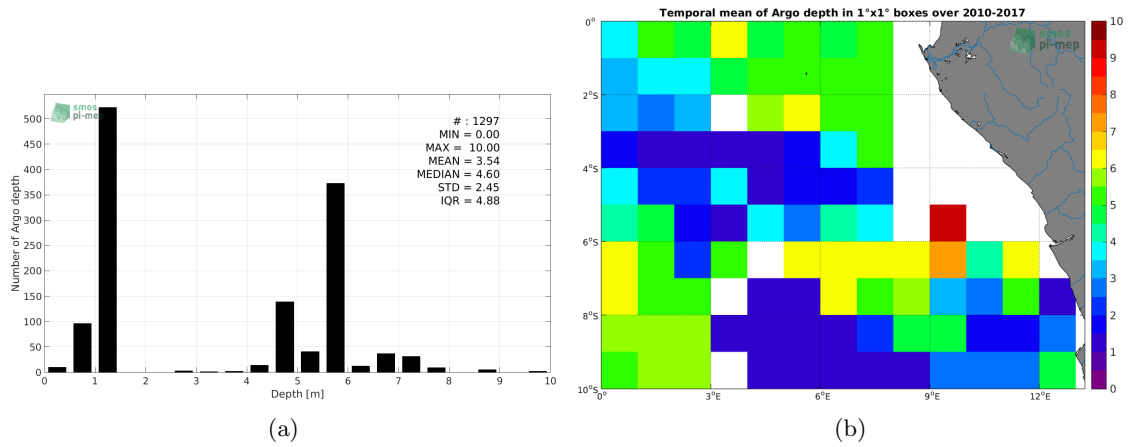 smos
pi-mep
# : 1297
MIN = 0.00
MAX = 10.00
MEAN = 3.54
MEDIAN = 4.60
STD = 2.45
IQR = 4.88
Number of Argo depth
500
450
400
350
300
250
200
150
100
50
0
0 1 2 3 4 5 6 7 8 9 10
Depth [m]
(a)
Temporal mean of Argo depth in 1°x1° boxes over 2010-2017
smos
pi-mep
0°
2°S
4°S
6°S
8°S
10°S
0° 3°E 6°E 9°E 12°E
10
9
8
7
6
5
4
3
2
1
0
(b)